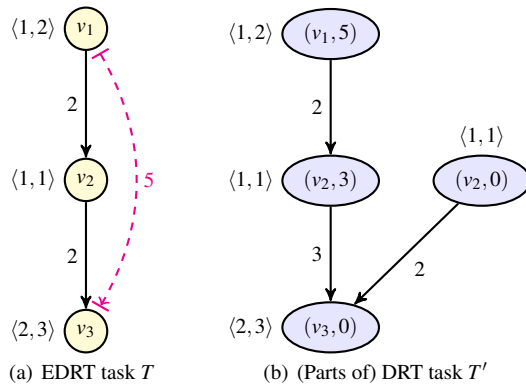 ⟨1,2⟩ v₁
2
⟨1,1⟩ v₂
5
2
⟨2,3⟩ v₃
(a) EDRT task T
⟨1,2⟩ (v₁,5)
2
⟨1,1⟩
⟨1,1⟩ (v₂,3)
(v₂,0)
3
2
⟨2,3⟩ (v₃,0)
(b) (Parts of) DRT task T′